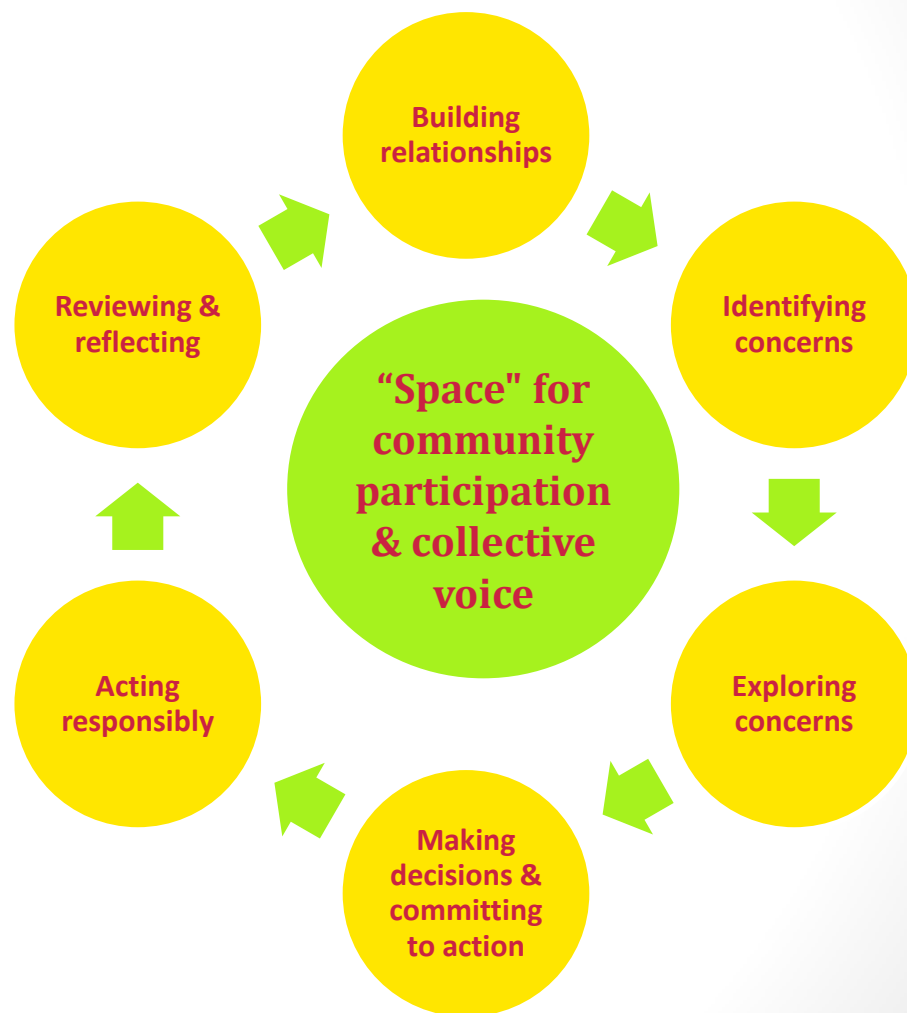 Building
relationships
Identifying
concerns
Exploring
concerns
Making
decisions &
committing
to action
Acting
responsibly
Reviewing &
reflecting
“Space" for
community
participation
& collective
voice